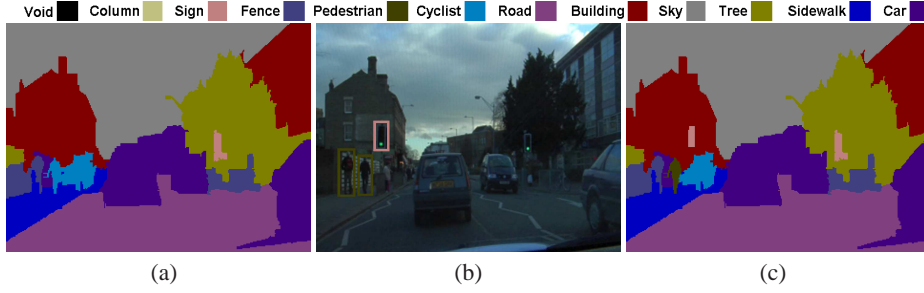 Void Column Sign Fence Pedestrian Cyclist Road Building Sky Tree Sidewalk Car
(a) (b) (c)